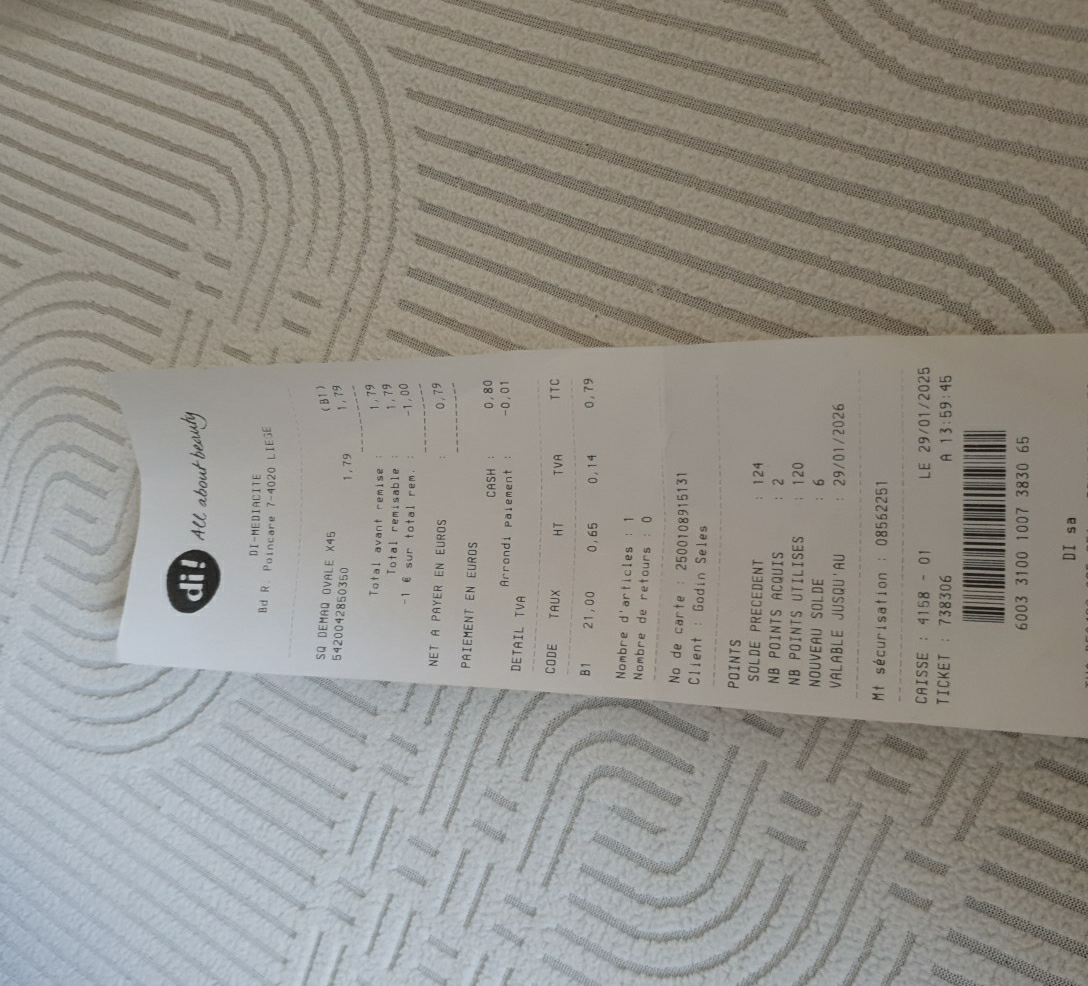 di! All about beauty
DI-MEDIACITE
Bd R. Poincare 7-4020 LIEGE
SQ DEMAQ OVALE X45 (B1)
5420042850350 1,79 1,79
Total avant remise : 1,79
Total remisable : 1,79
-1 € sur total rem. : -1,00
NET A PAYER EN EUROS : 0,79
PAIEMENT EN EUROS
CASH : 0,80
Arrondi paiement : -0,01
DETAIL TVA
CODE TAUX HT TVA TTC
B1 21,00 0,65 0,14 0,79
Nombre d'articles : 1
Nombre de retours : 0
No de carte : 2500108915131
Client : Godin Seles
POINTS
SOLDE PRECEDENT : 124
NB POINTS ACQUIS : 2
NB POINTS UTILISES : 120
NOUVEAU SOLDE : 6
VALABLE JUSQU'AU : 29/01/2026
Mt sécurisation : 08562251
CAISSE : 4158 - 01 LE 29/01/2025
TICKET : 738306 A 13:59:45
6003 3100 1007 3830 65
DI sa